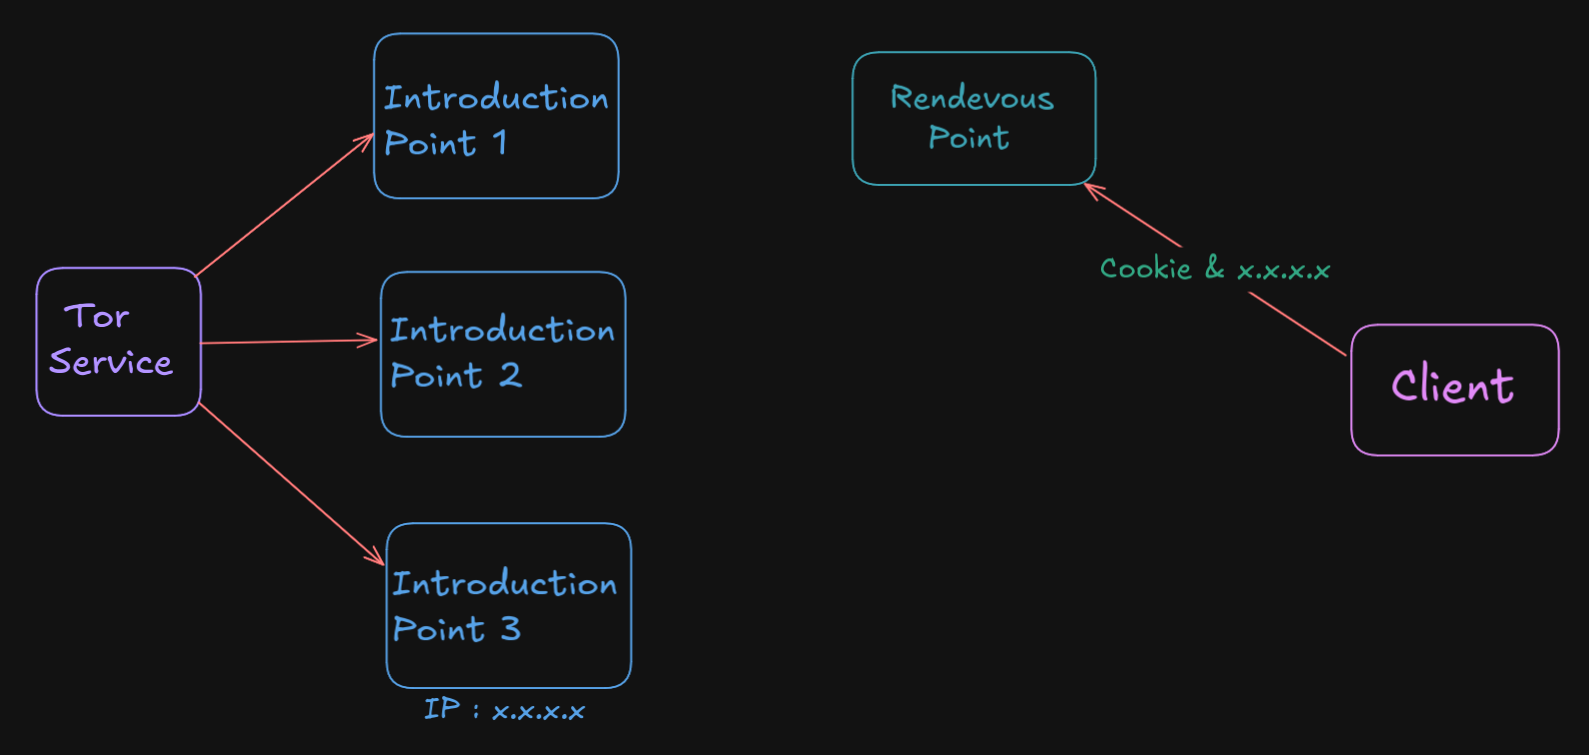 Introduction
Point 1
Rendevous
Point
Cookie & x.x.x.x
Tor
Service
Introduction
Point 2
Client
Introduction
Point 3
IP : x.x.x.x